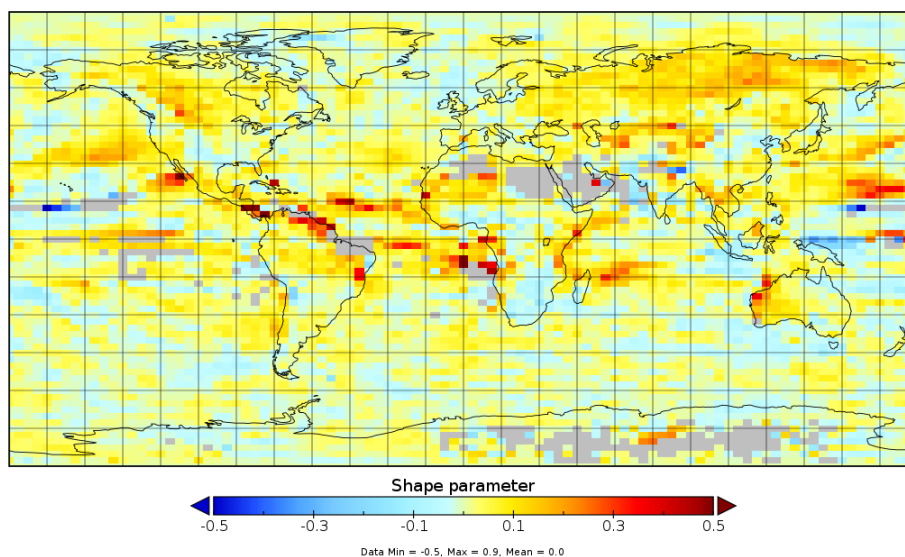 Shape parameter
-0.5 -0.3 -0.1 0.1 0.3 0.5
Data Min = -0.5, Max = 0.9, Mean = 0.0